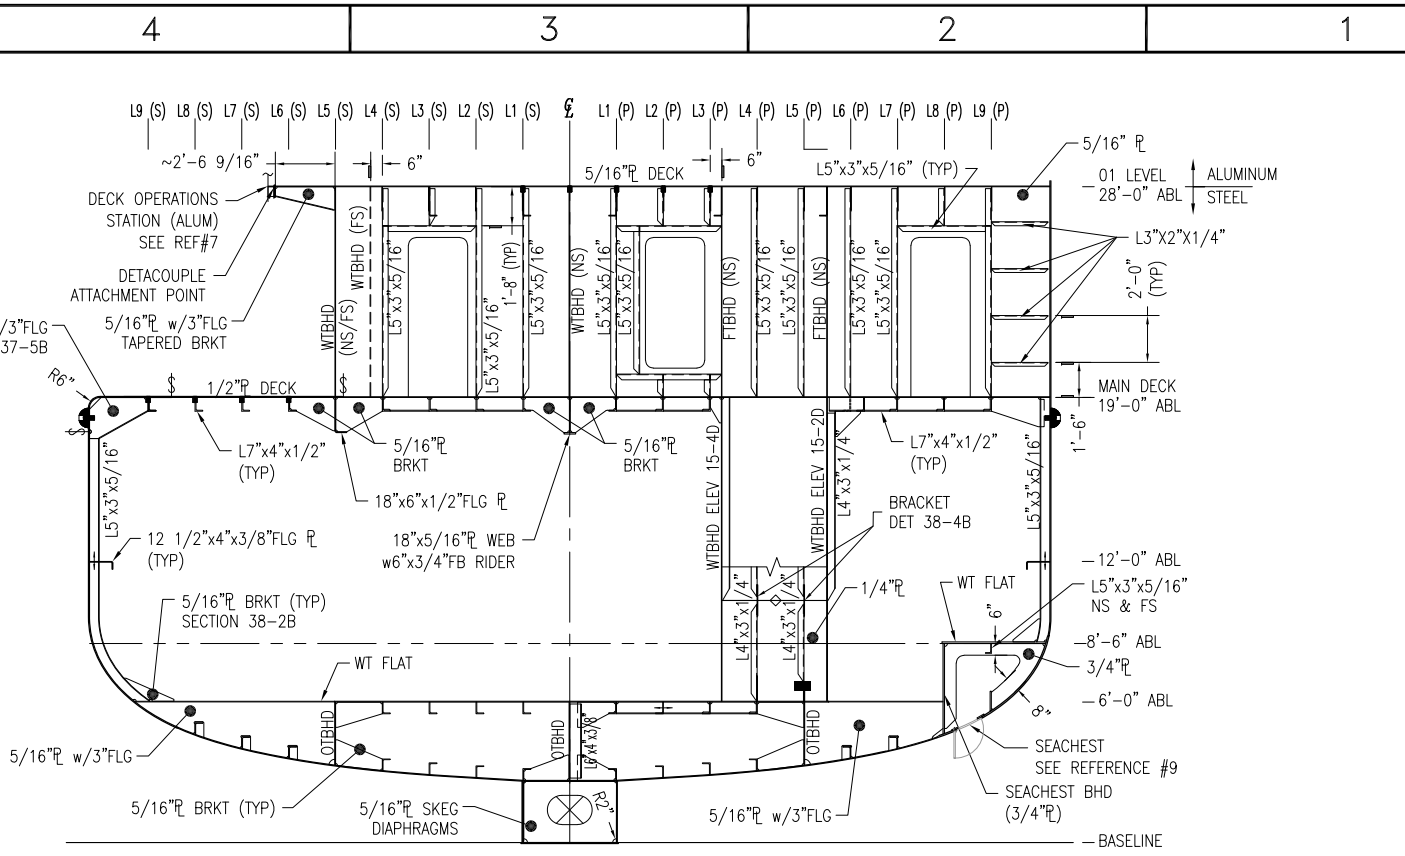 4 3 2 1
L9 (S) L8 (S) L7 (S) L6 (S) L5 (S) L4 (S) L3 (S) L2 (S) L1 (S) ℄ L1 (P) L2 (P) L3 (P) L4 (P) L5 (P) L6 (P) L7 (P) L8 (P) L9 (P)
~2'-6 9/16"
6"
5/16"℄ DECK
6"
L5"x3"x5/16" (TYP)
5/16" ℄
01 LEVEL
28'-0" ABL
ALUMINUM
STEEL
DECK OPERATIONS
STATION (ALUM)
SEE REF#7
DETACOUPLE
ATTACHMENT POINT
5/16"℄ w/3"FLG
TAPERED BRKT
/3"FLG
37-5B
R6"
1/2"℄ DECK
WTBHD
(NS/FS)
WTBHD (FS)
L5"x3"x5/16"
L5"x3"x5/16"
1'-8" (TYP)
L5"x3"x5/16"
WTBHD (NS)
L5"x3"x5/16"
L5"x3"x5/16"
FTBHD (NS)
L5"x3"x5/16"
L5"x3"x5/16"
FTBHD (NS)
L5"x3"x5/16"
L5"x3"x5/16"
L3"X2"X1/4"
2'-0"
(TYP)
MAIN DECK
19'-0" ABL
1'-6"
L5"x3"x5/16"
L7"x4"x1/2"
(TYP)
5/16"℄
BRKT
5/16"℄
BRKT
18"x6"x1/2"FLG ℄
18"x5/16"℄ WEB
w6"x3/4"FB RIDER
WTBHD ELEV 15-4D
WTBHD ELEV 15-2D
L4"x3"x1/4"
L7"x4"x1/2"
(TYP)
BRACKET
DET 38-4B
L5"x3"x5/16"
12 1/2"x4"x3/8"FLG ℄
(TYP)
5/16"℄ BRKT (TYP)
SECTION 38-2B
L4"x3"x1/4"
L4"x3"x1/4"
1/4"℄
WT FLAT
6"
12'-0" ABL
L5"x3"x5/16"
NS & FS
8'-6" ABL
3/4"℄
6'-0" ABL
8"
WT FLAT
OTBHD
OTBHD
L6"x4"x3/8"
OTBHD
5/16"℄ w/3"FLG
5/16"℄ BRKT (TYP)
5/16"℄ SKEG
DIAPHRAGMS
R2"
5/16"℄ w/3"FLG
SEACHEST
SEE REFERENCE #9
SEACHEST BHD
(3/4"℄)
BASELINE